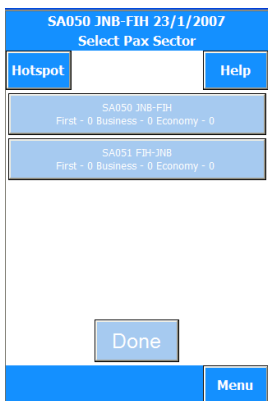 SA050 JNB-FIH 23/1/2007
Select Pax Sector
Hotspot
Help
SA050 JNB-FIH
First - 0 Business - 0 Economy - 0
SA051 FIH-JNB
First - 0 Business - 0 Economy - 0
Done
Menu